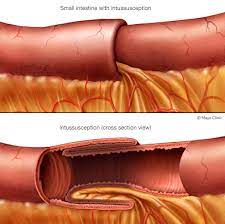 Small intestine with intussusception
© Mayo Clinic
Intussusception (cross section view)